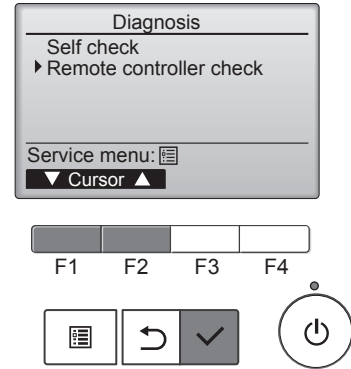 Diagnosis
Self check
Remote controller check
Service menu:
▼ Cursor ▲
F1 F2 F3 F4